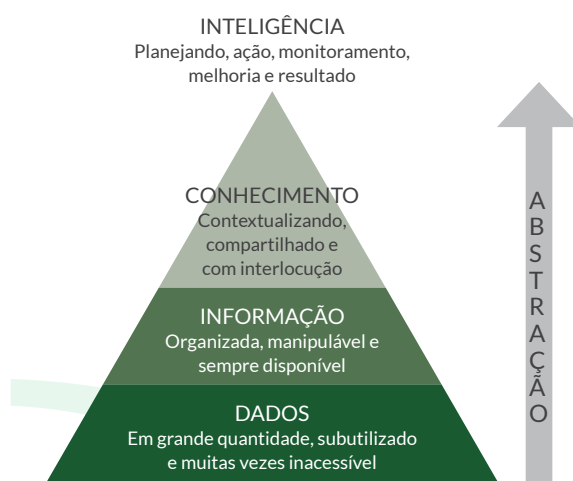 INTELIGÊNCIA
Planejando, ação, monitoramento,
melhoria e resultado
CONHECIMENTO
Contextualizando,
compartilhado e
com interlocução
INFORMAÇÃO
Organizada, manipulável e
sempre disponível
DADOS
Em grande quantidade, subutilizado
e muitas vezes inacessível
ABSTRAÇÃO